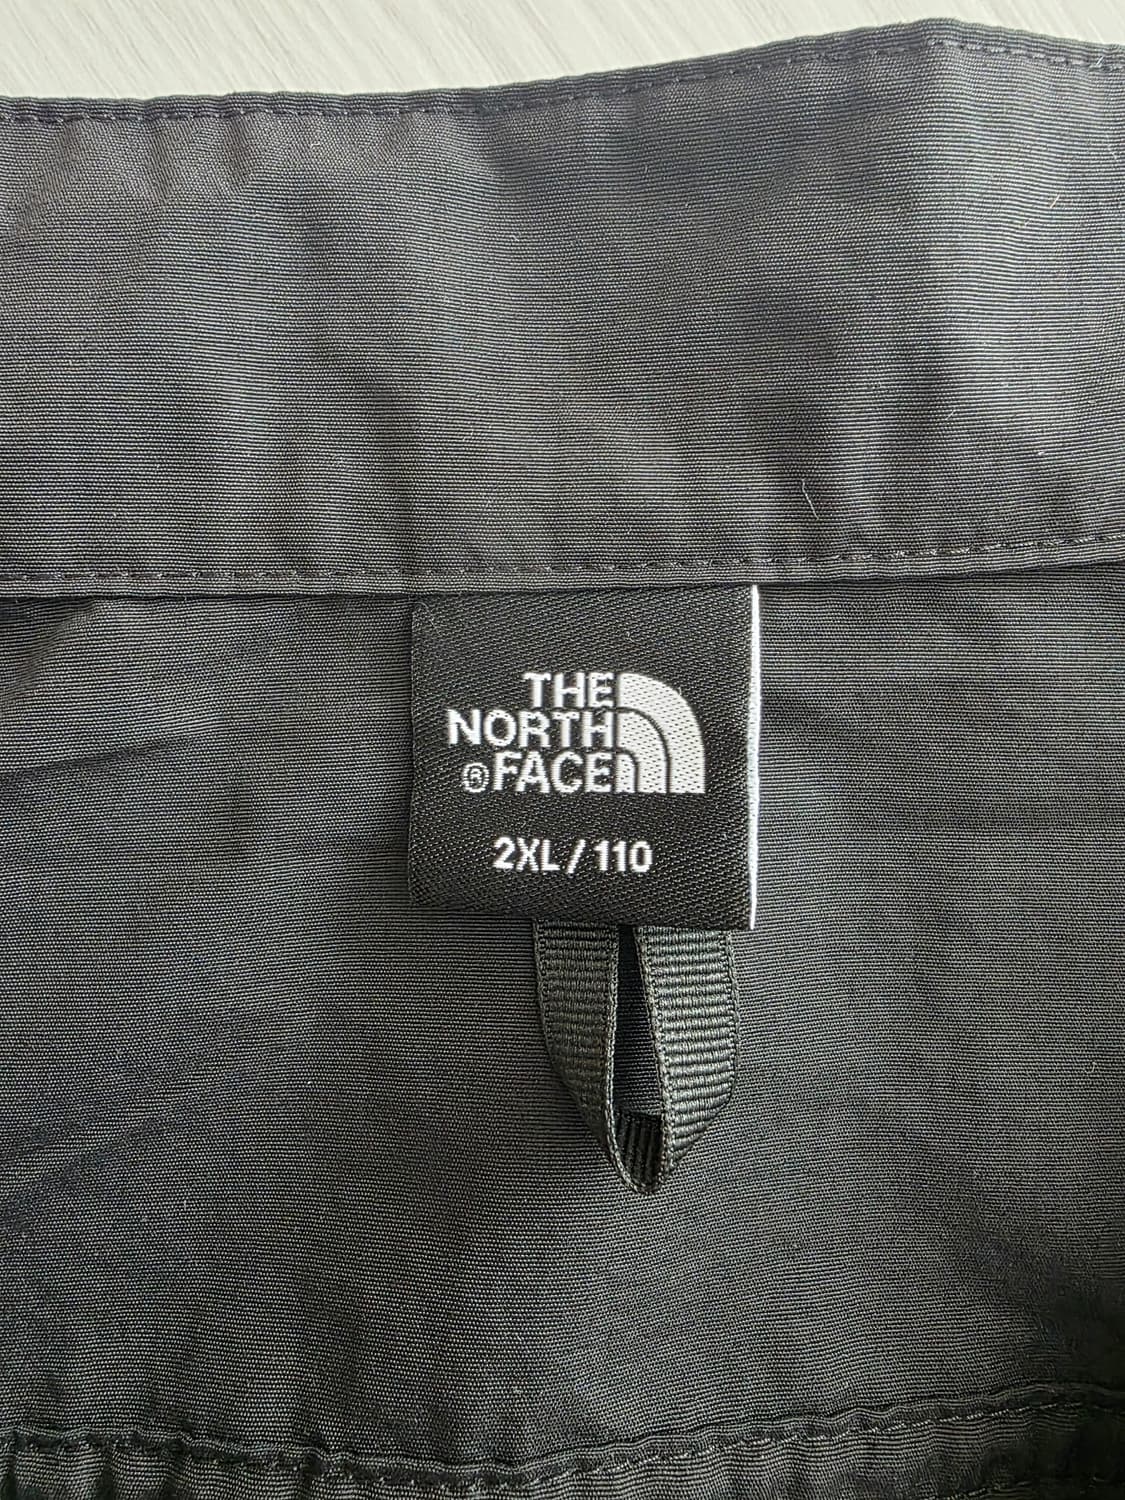 THE
NORTH
®FACE
2XL/110